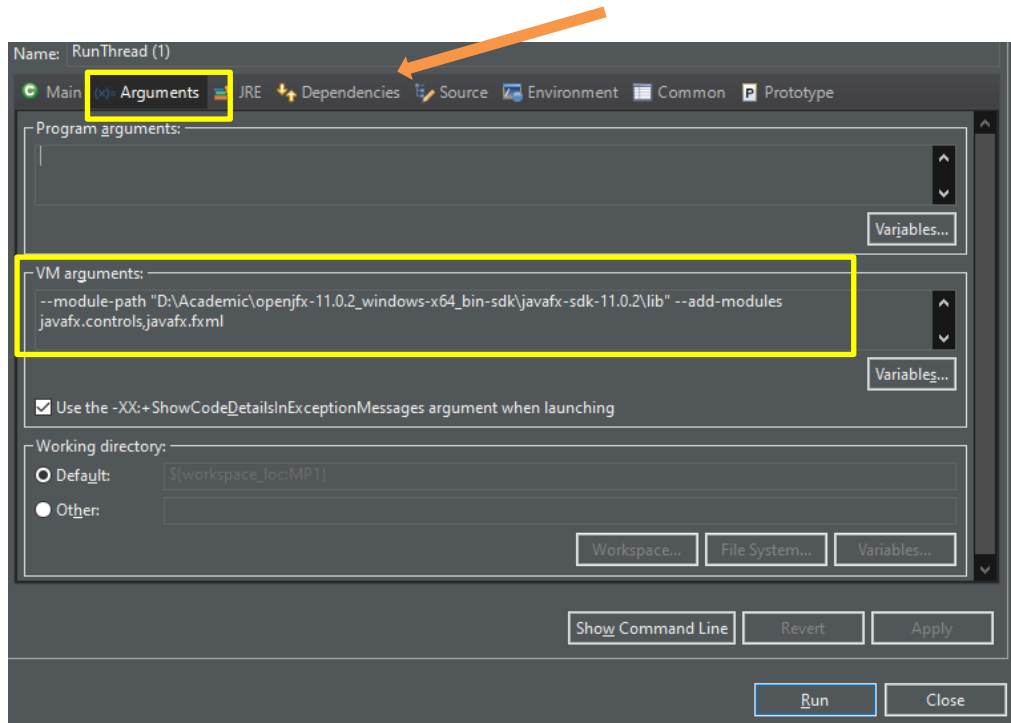 Name: RunThread (1)
Main (x)= Arguments JRE Dependencies Source Environment Common P Prototype
Program arguments:
Variables...
VM arguments:
--module-path "D:\Academic\openjfx-11.0.2_windows-x64_bin-sdk\javafx-sdk-11.0.2\lib" --add-modules
javafx.controls,javafx.fxml
Variables...
Use the -XX:+ShowCodeDetailsInExceptionMessages argument when launching
Working directory:
Default: ${workspace_loc:MP1}
Other:
Workspace... File System... Variables...
Show Command Line Revert Apply
Run Close